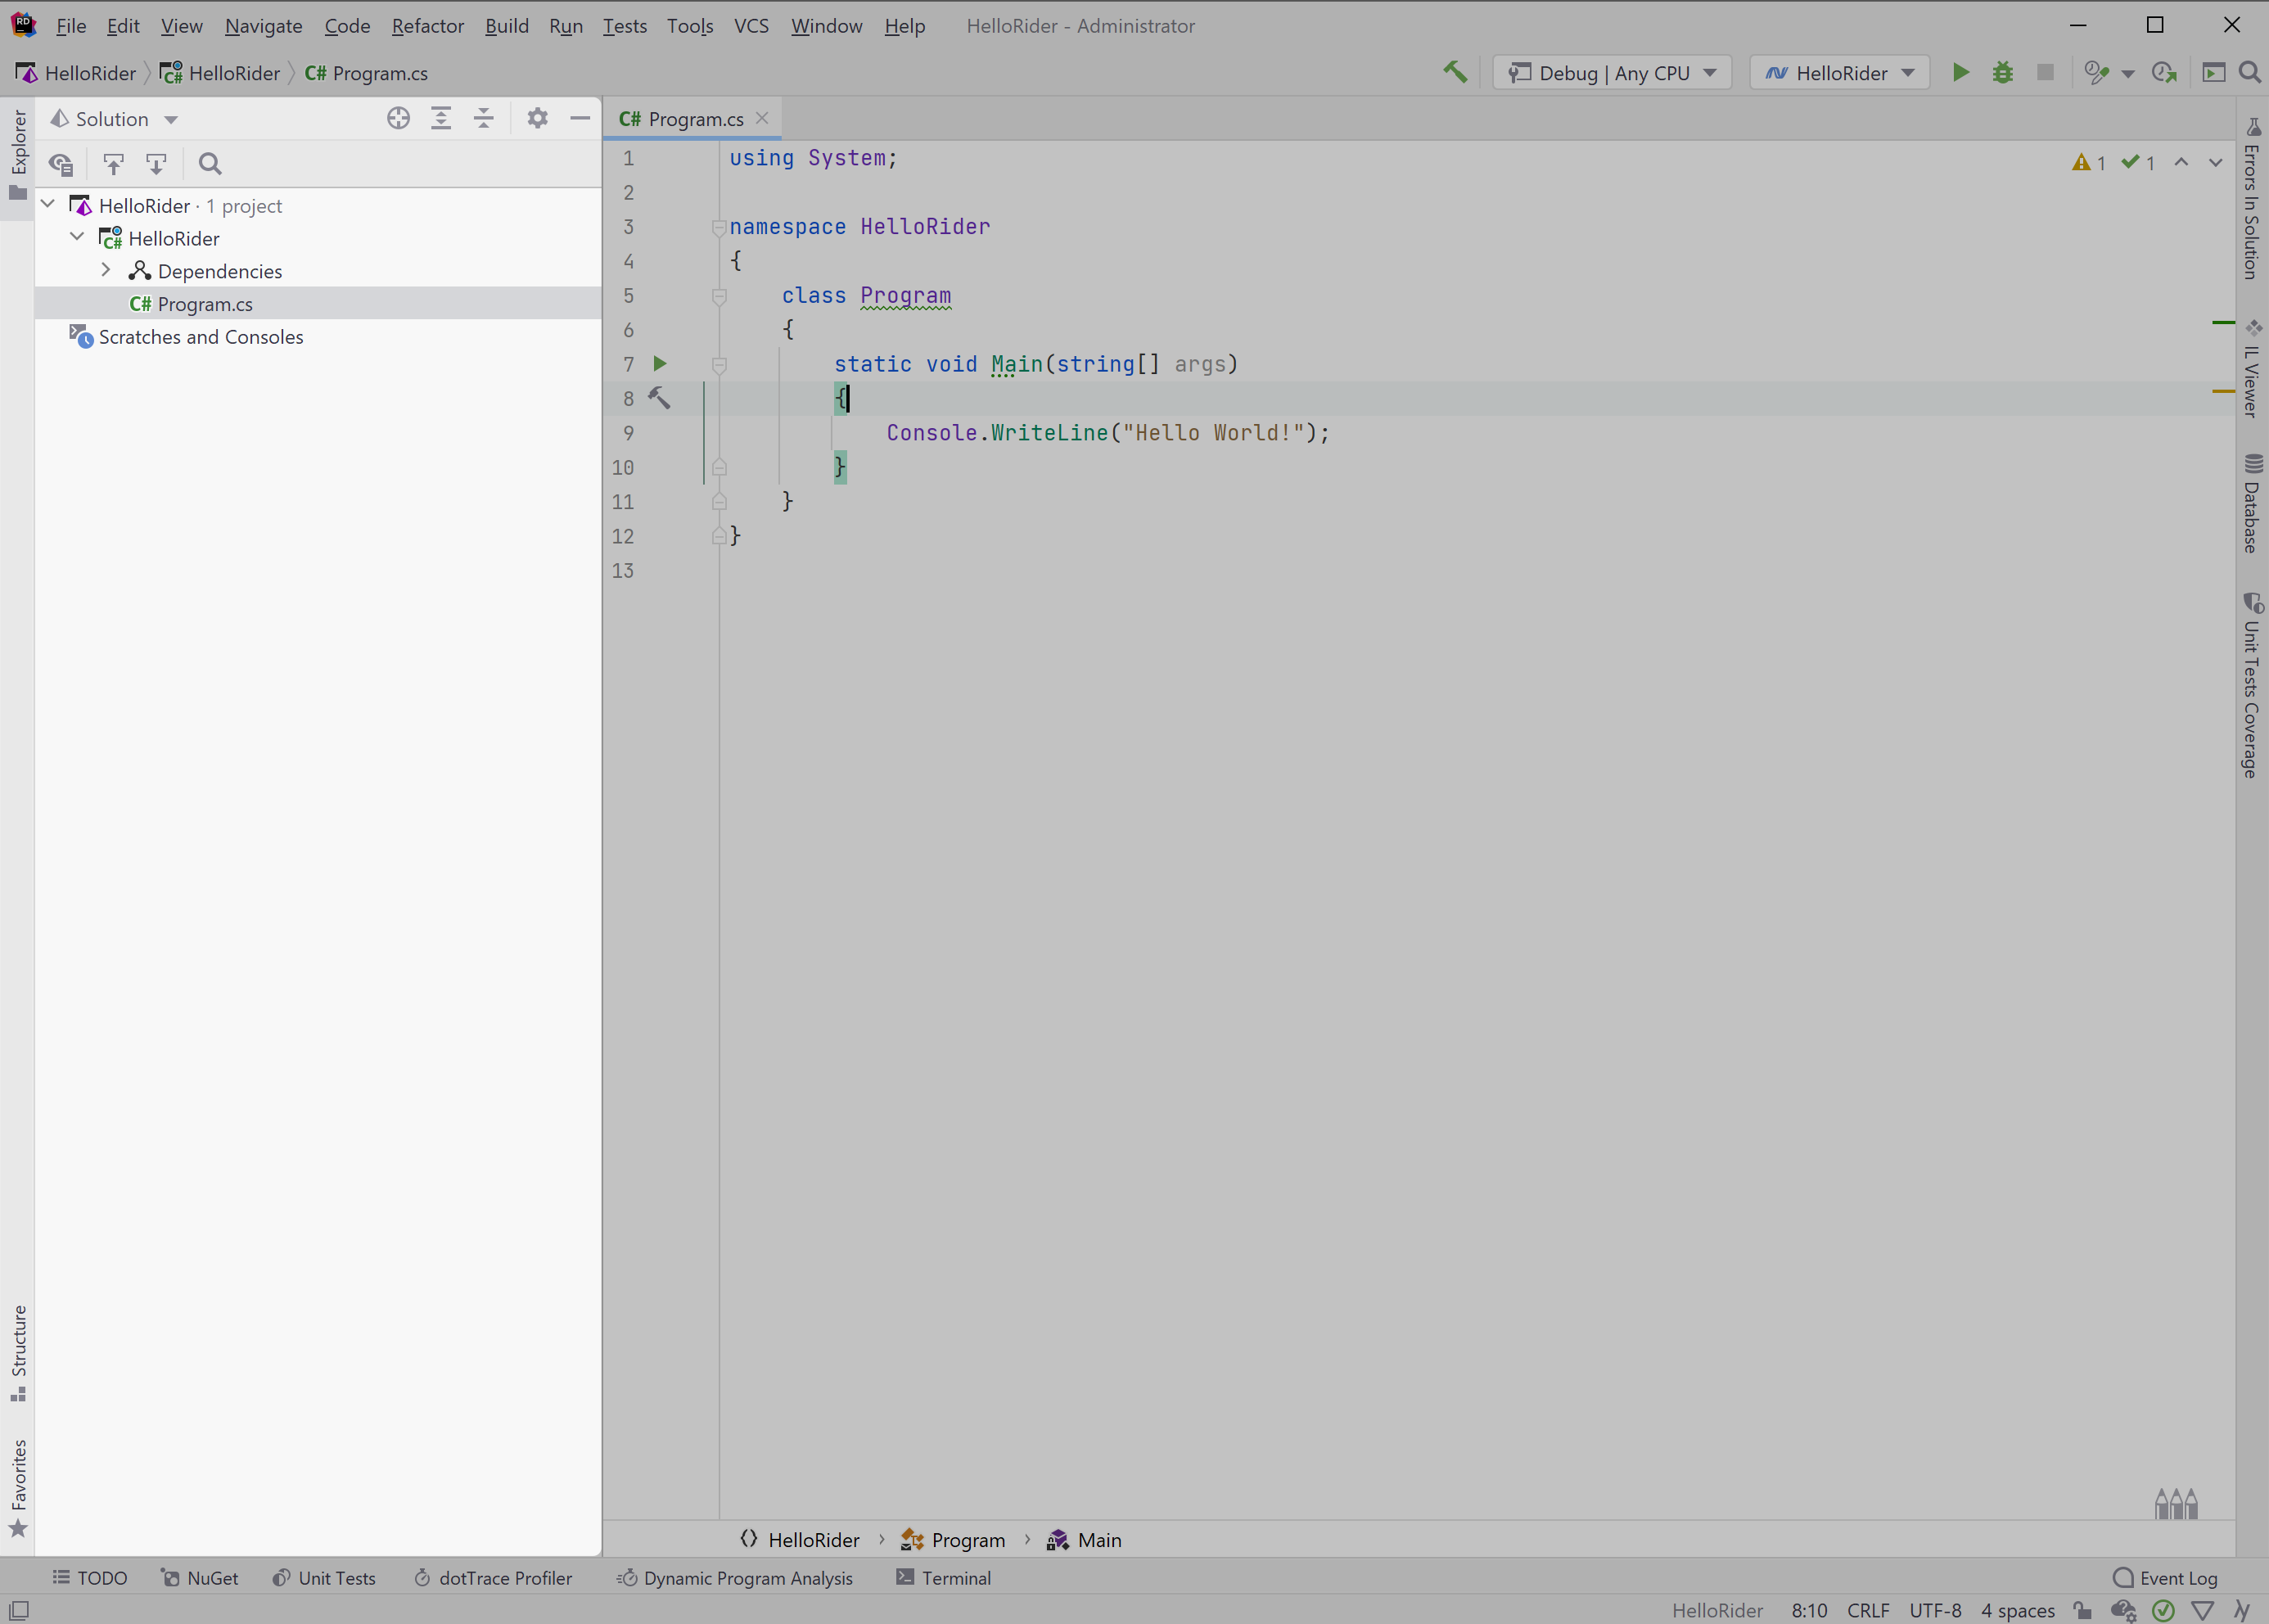 File Edit View Navigate Code Refactor Build Run Tests Tools VCS Window Help HelloRider - Administrator
HelloRider HelloRider C# Program.cs Debug | Any CPU HelloRider
Explorer
Solution
C# Program.cs
HelloRider · 1 project
C# HelloRider
Dependencies
C# Program.cs
Scratches and Consoles
1 using System;
2
3 namespace HelloRider
4 {
5 class Program
6 {
7 static void Main(string[] args)
8 {
9 Console.WriteLine("Hello World!");
10 }
11 }
12 }
13
1 1
Errors In Solution
IL Viewer
Database
Unit Tests Coverage
Structure
Favorites
HelloRider Program Main
TODO NuGet Unit Tests dotTrace Profiler Dynamic Program Analysis Terminal Event Log
HelloRider 8:10 CRLF UTF-8 4 spaces